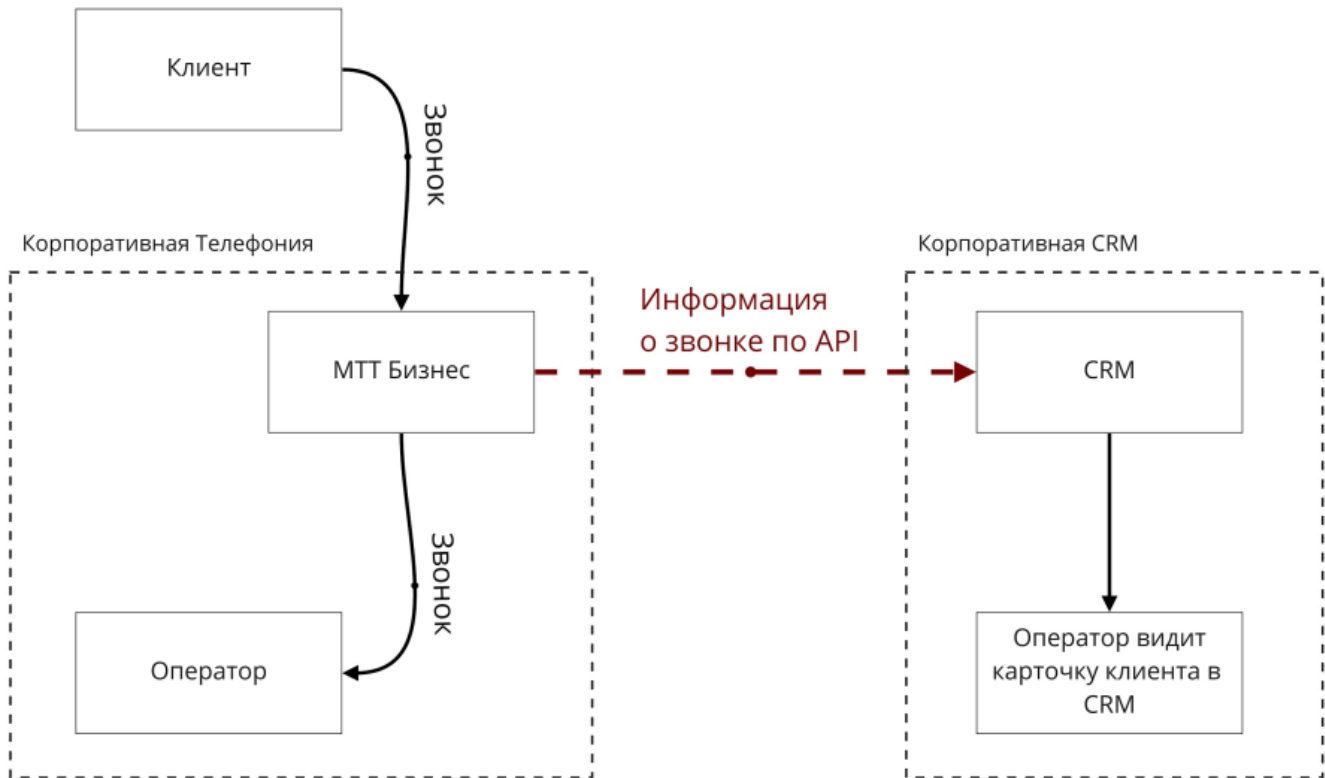 Клиент
Звонок
Корпоративная Телефония
Корпоративная CRM
Информация
о звонке по API
МТТ Бизнес
CRM
Звонок
Оператор
Оператор видит
карточку клиента в
CRM